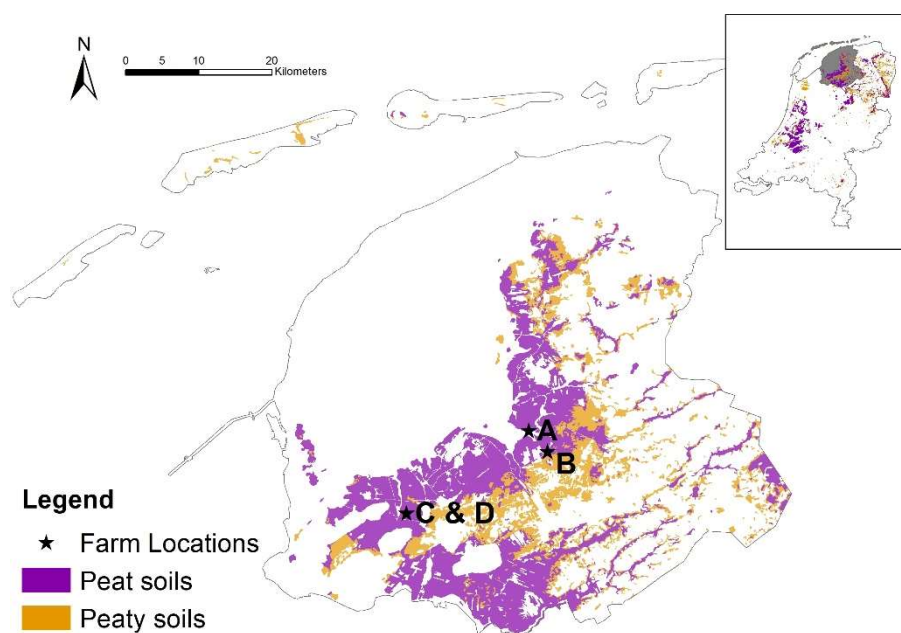 N
0 5 10 20
Kilometers
A
B
C & D
Legend
Farm Locations
Peat soils
Peaty soils